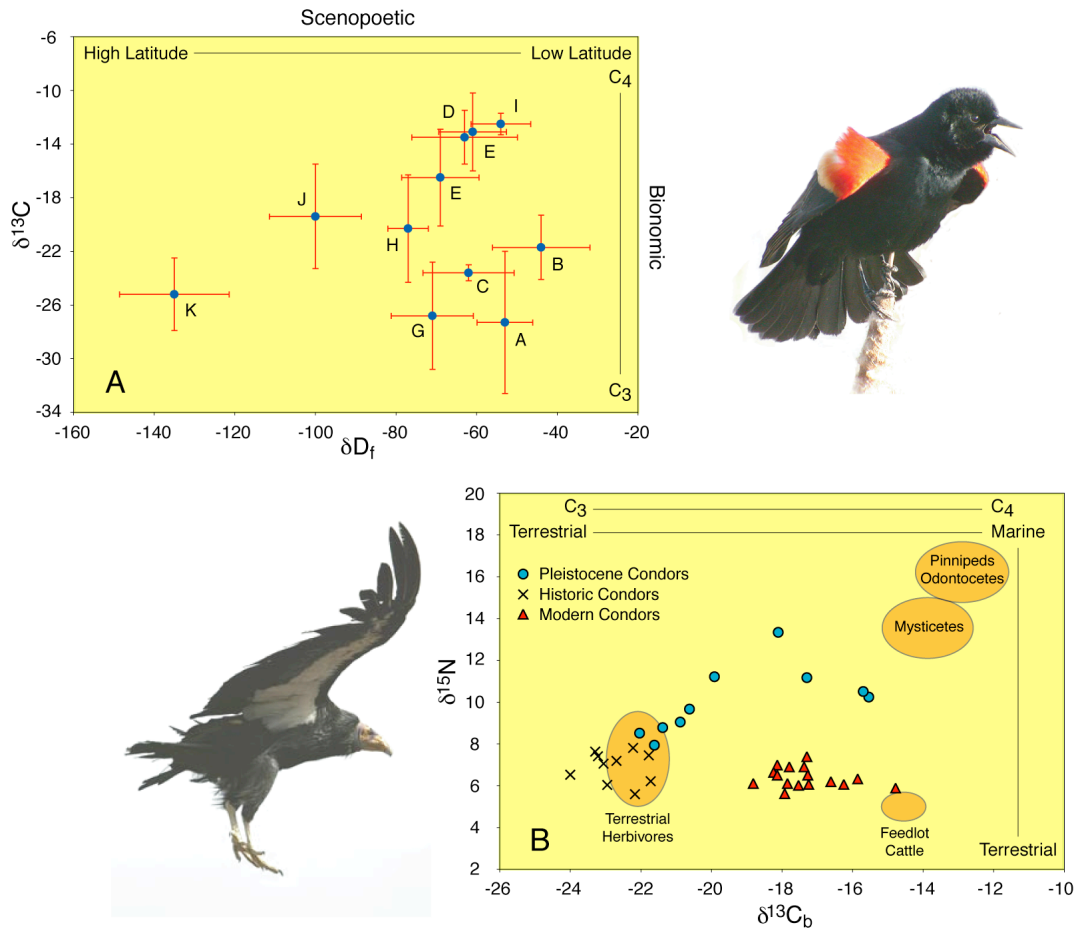 Scenopoetic
High Latitude
Low Latitude
C4
C3
Bionomic
δ13C
-6
-10
-14
-18
-22
-26
-30
-34
D
I
E
E
J
H
B
C
K
G
A
A
-160
-140
-120
-100
-80
-60
-40
-20
δDf
20
18
16
14
12
10
8
6
4
2
δ15N
C3
C4
Terrestrial
Marine
Pleistocene Condors
Historic Condors
Modern Condors
Pinnipeds
Odontocetes
Mysticetes
Terrestrial
Herbivores
Feedlot
Cattle
Terrestrial
B
-26
-24
-22
-20
-18
-16
-14
-12
-10
δ13Cb